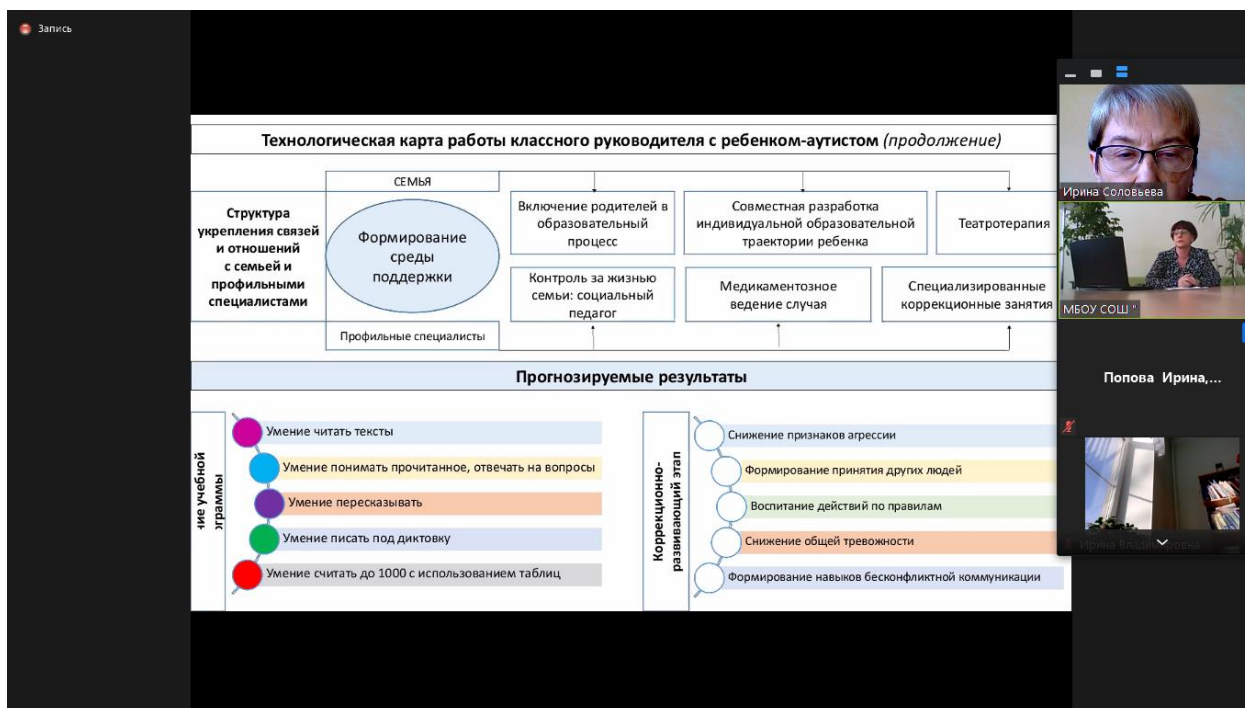 Запись
Технологическая карта работы классного руководителя с ребенком-аутистом (продолжение)
СЕМЬЯ
Структура
укрепления связей
и отношений
с семьей и
профильными
специалистами
Формирование
среды
поддержки
Включение родителей в
образовательный
процесс
Совместная разработка
индивидуальной образовательной
траектории ребенка
Театротерапия
Контроль за жизнью
семьи: социальный
педагог
Медикаментозное
ведение случая
Специализированные
коррекционные занятия
Профильные специалисты
Прогнозируемые результаты
ние учебной
ограммы
Умение читать тексты
Умение понимать прочитанное, отвечать на вопросы
Умение пересказывать
Умение писать под диктовку
Умение считать до 1000 с использованием таблиц
Коррекционно-
развивающий этап
Снижение признаков агрессии
Формирование принятия других людей
Воспитание действий по правилам
Снижение общей тревожности
Формирование навыков бесконфликтной коммуникации
Ирина Соловьева
МБОУ СОШ "
Попова Ирина,...
Ирина Владимировна